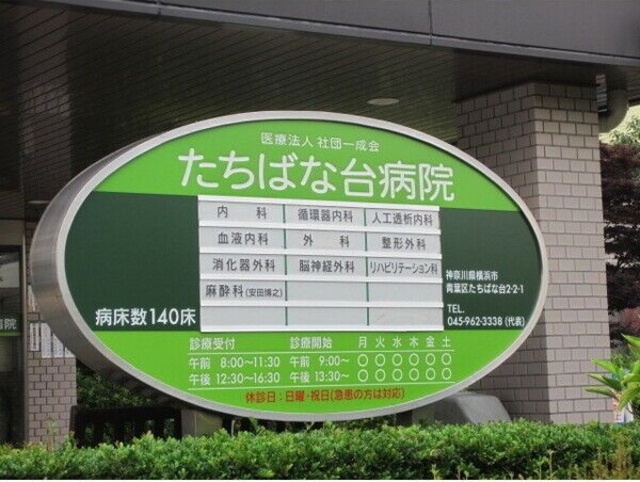 医療法人 社団一成会
たちばな台病院
内 科 循環器内科 人工透析内科
血液内科 外 科 整形外科
消化器外科 脳神経外科 リハビリテーション科
麻酔科(安田博之)
病床数140床
神奈川県横浜市
青葉区たちばな台2-2-1
TEL.
045-962-3338 (代表)
診療受付 診療開始 月 火 水 木 金 土
午前 8:00〜11:30 午前 9:00〜 ○ ○ ○ ○ ○ ○
午後 12:30〜16:30 午後 13:30〜 ○ ○ ○ ○ ○ ○
休診日:日曜・祝日(急患の方は対応)
病院